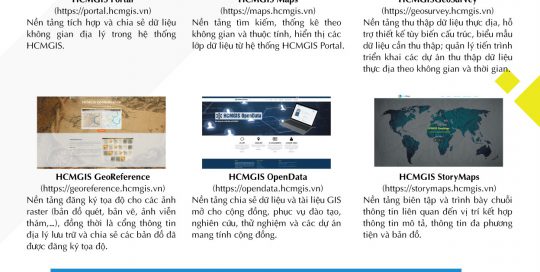 HCMGIS Portal
(https://portal.hcmgis.vn)
Nền tảng tích hợp và chia sẻ dữ liệu
không gian địa lý trong hệ thống
HCMGIS.
HCMGIS Maps
(https://maps.hcmgis.vn)
Nền tảng tìm kiếm, thống kê theo
không gian và thuộc tính, hiển thị các
lớp dữ liệu từ hệ thống HCMGIS Portal.
HCMGISGeoSurvey
(https://geosurvey.hcmgis.vn)
Nền tảng thu thập dữ liệu thực địa, hỗ
trợ thiết kế tùy biến cấu trúc, biểu mẫu
dữ liệu cần thu thập; quản lý tiến trình
triển khai các dự án thu thập dữ liệu
thực địa theo không gian và thời gian.
HCMGIS OpenData
HCMGIS GeoReference
(https://georeference.hcmgis.vn)
Nền tảng đăng ký tọa độ cho các ảnh
raster (bản đồ quét, bản vẽ, ảnh viễn
thám,...), đồng thời là cổng thông tin
địa lý lưu trữ và chia sẻ các bản đồ đã
được đăng ký tọa độ.
HCMGIS OpenData
(https://opendata.hcmgis.vn)
Nền tảng chia sẻ dữ liệu và tài liệu GIS
mở cho cộng đồng, phục vụ đào tạo,
nghiên cứu, thử nghiệm và các dự án
mang tính cộng đồng.
HCMGIS StoryMaps
(https://storymaps.hcmgis.vn)
Nền tảng biên tập và trình bày chuỗi
thông tin liên quan đến vị trí kết hợp
thông tin mô tả, thông tin đa phương
tiện và bản đồ.